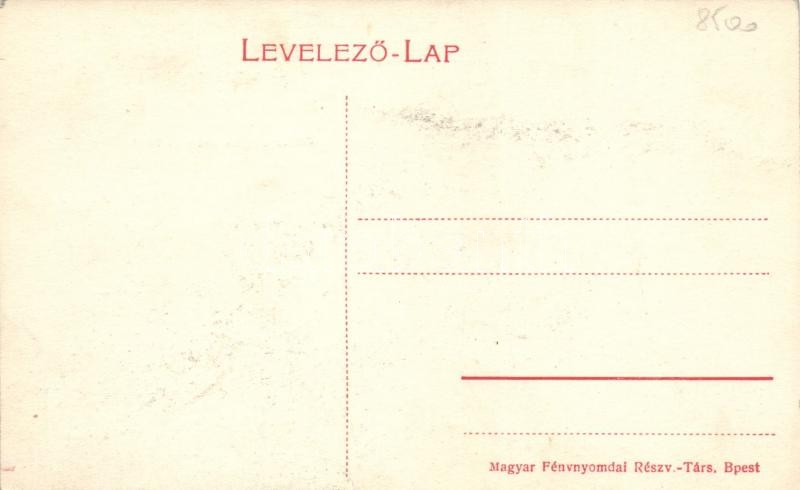 8500
LEVELEZŐ-LAP
Magyar Fénvnyomdai Részv.-Társ. Bpest